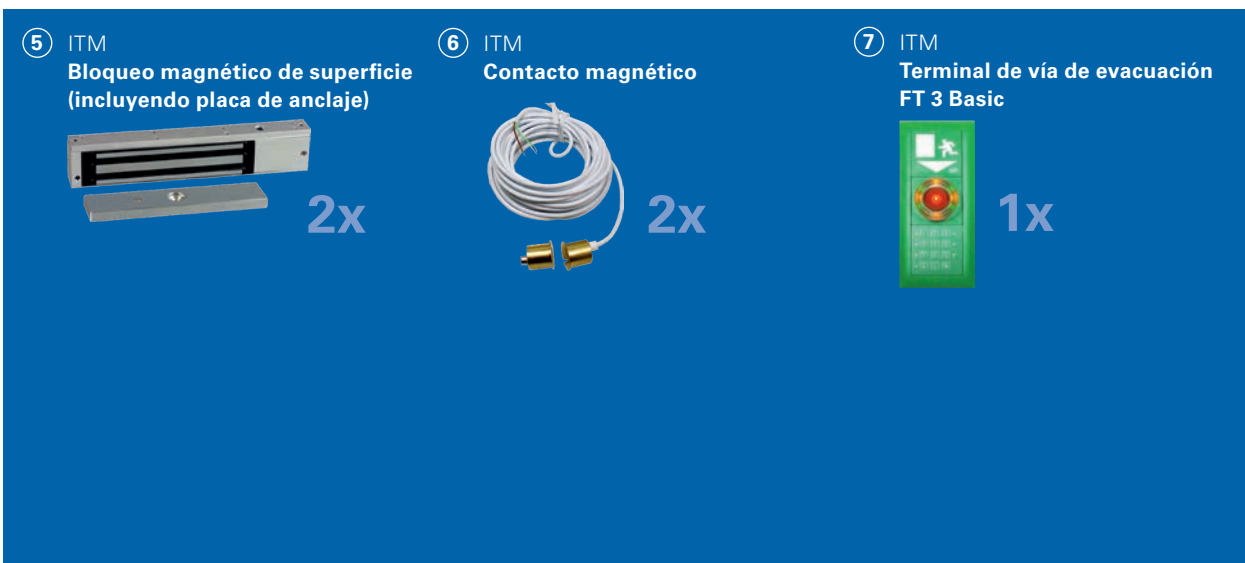 5 ITM
Bloqueo magnético de superficie
(incluyendo placa de anclaje)
2x
6 ITM
Contacto magnético
2x
7 ITM
Terminal de vía de evacuación
FT 3 Basic
1x